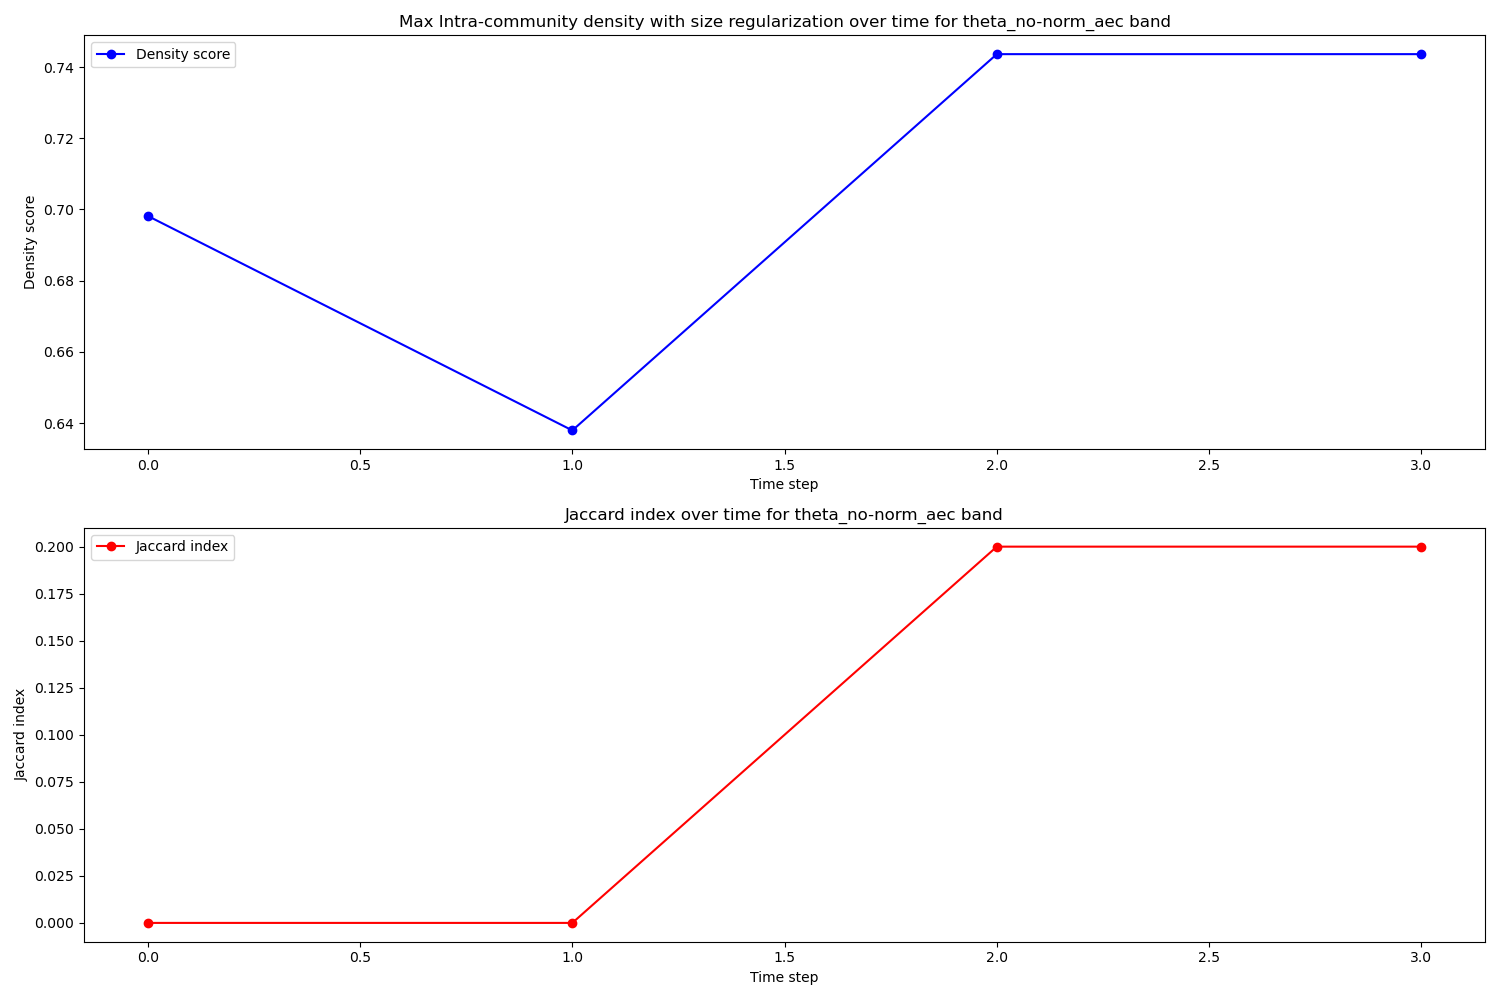 Max Intra-community density with size regularization over time for theta_no-norm_aec band
Density score
0.74
0.72
0.70
0.68
0.66
0.64
Density score
0.0 0.5 1.0 1.5 2.0 2.5 3.0
Time step
Jaccard index over time for theta_no-norm_aec band
Jaccard index
0.200
0.175
0.150
0.125
0.100
0.075
0.050
0.025
0.000
Jaccard index
0.0 0.5 1.0 1.5 2.0 2.5 3.0
Time step